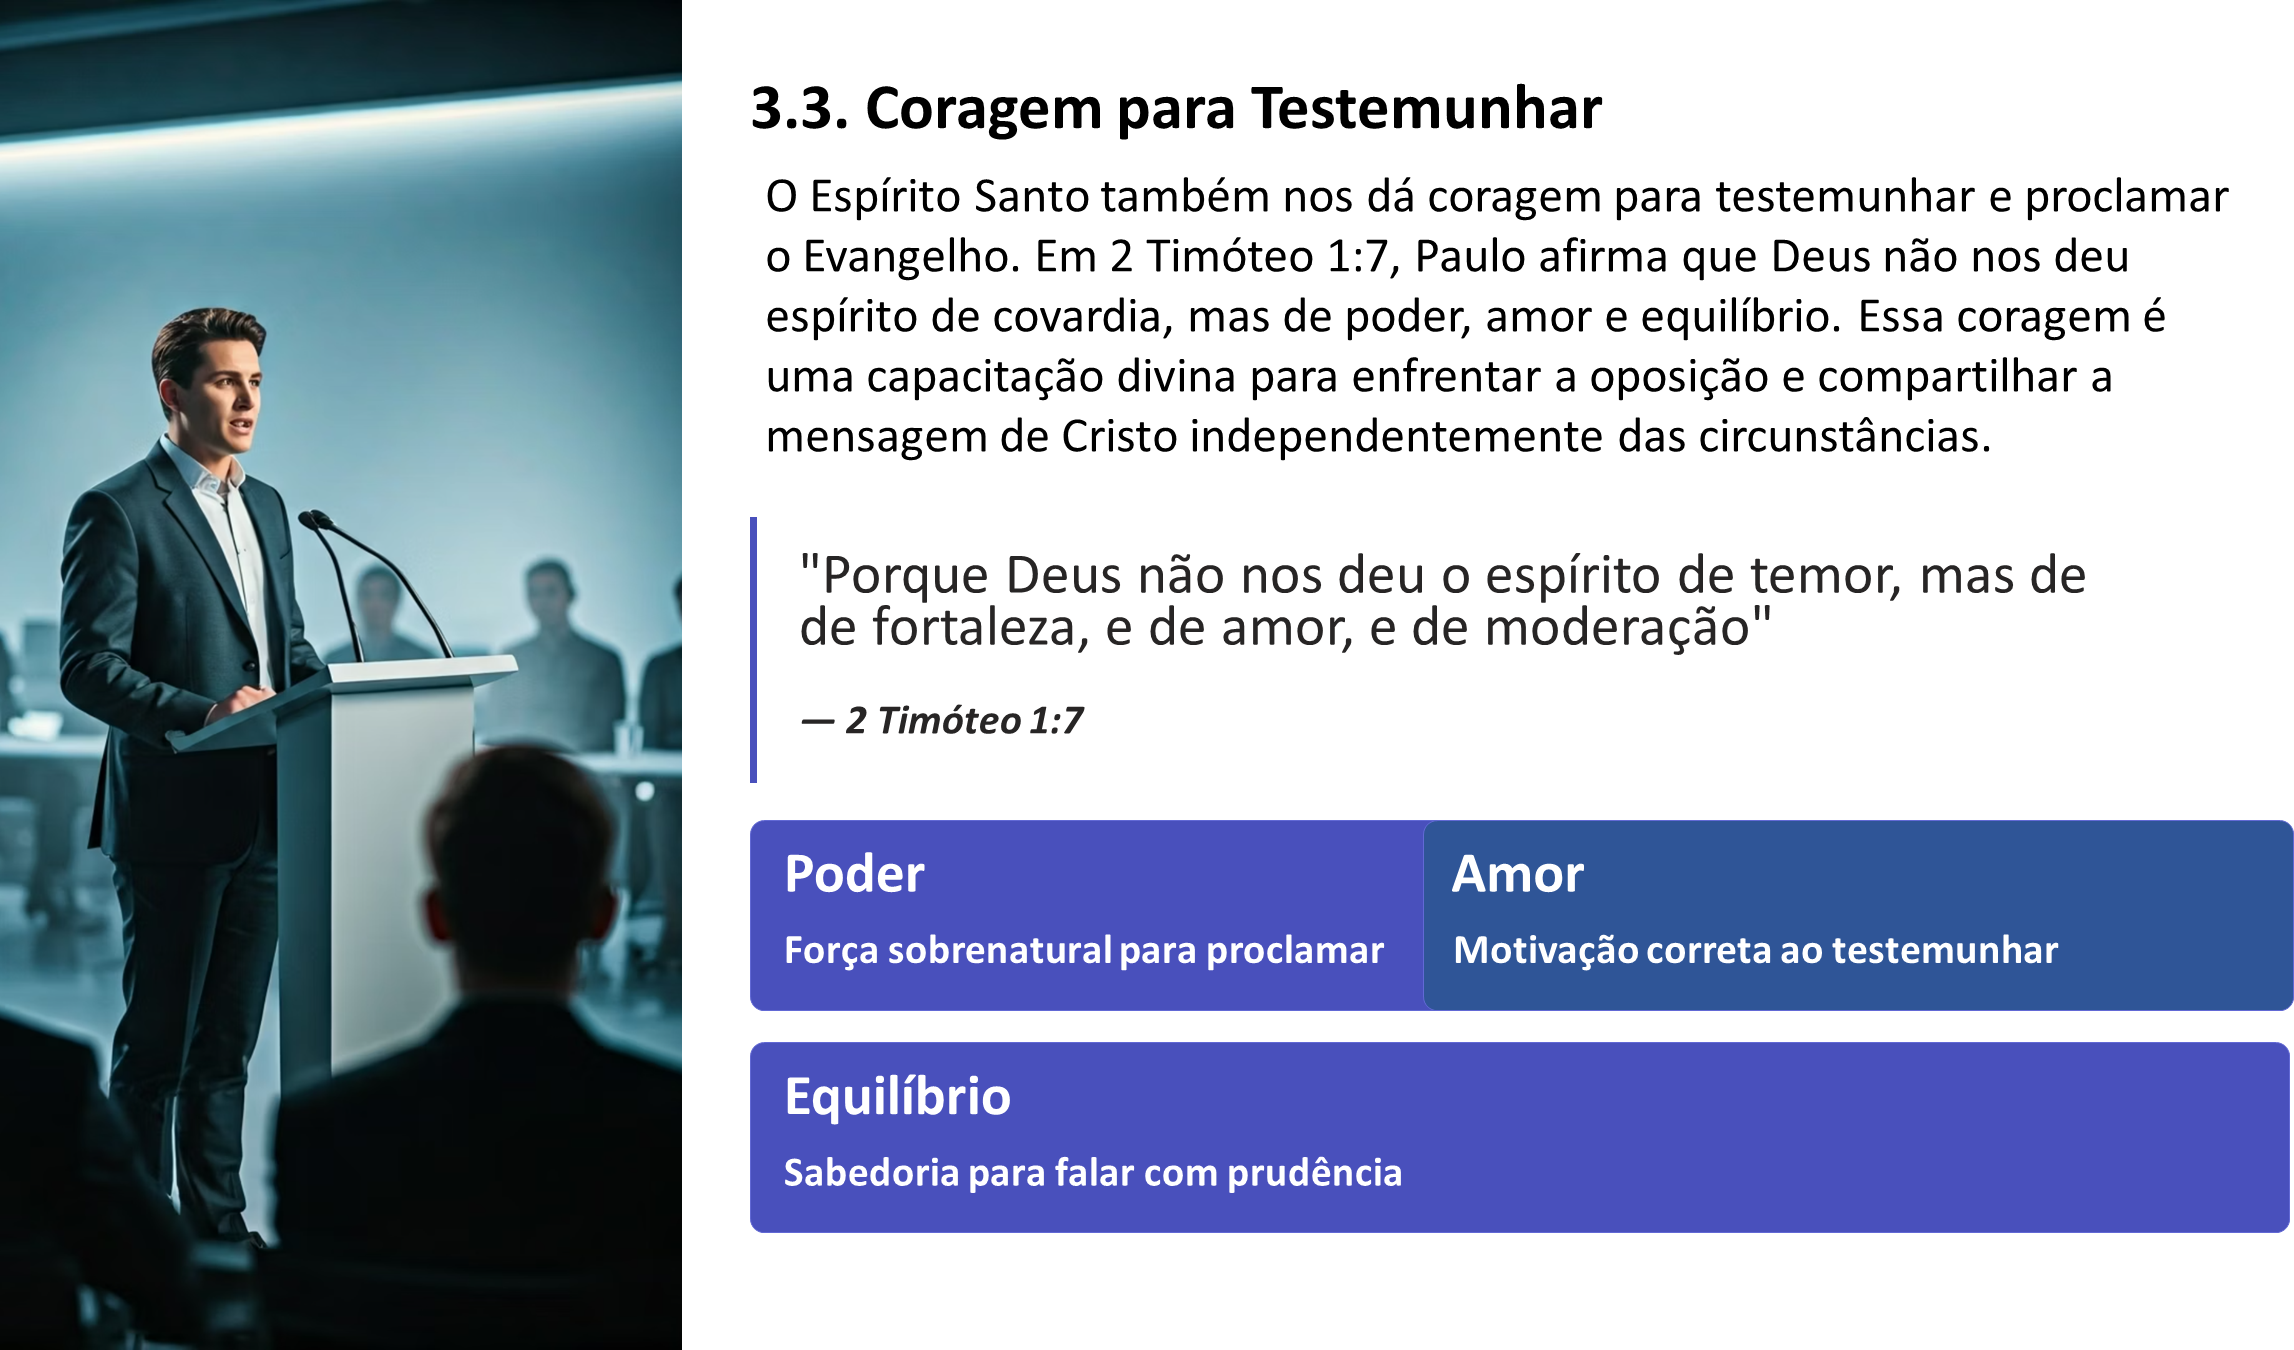 3.3. Coragem para Testemunhar
O Espírito Santo também nos dá coragem para testemunhar e proclamar
o Evangelho. Em 2 Timóteo 1:7, Paulo afirma que Deus não nos deu
espírito de covardia, mas de poder, amor e equilíbrio. Essa coragem é
uma capacitação divina para enfrentar a oposição e compartilhar a
mensagem de Cristo independentemente das circunstâncias.
"Porque Deus não nos deu o espírito de temor, mas de
de fortaleza, e de amor, e de moderação"
— 2 Timóteo 1:7
Poder
Força sobrenatural para proclamar
Amor
Motivação correta ao testemunhar
Equilíbrio
Sabedoria para falar com prudência